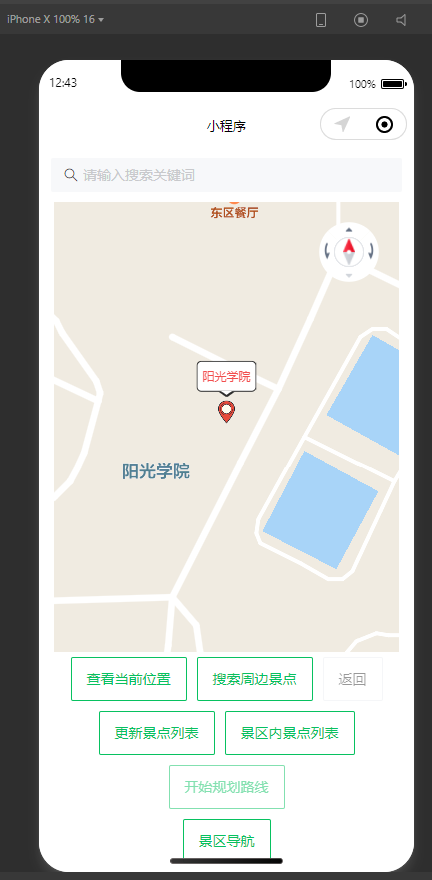 iPhone X 100% 16
12:43
100%
小程序
请输入搜索关键词
东区餐厅
阳光学院
阳光学院
查看当前位置
搜索周边景点
返回
更新景点列表
景区内景点列表
开始规划路线
景区导航